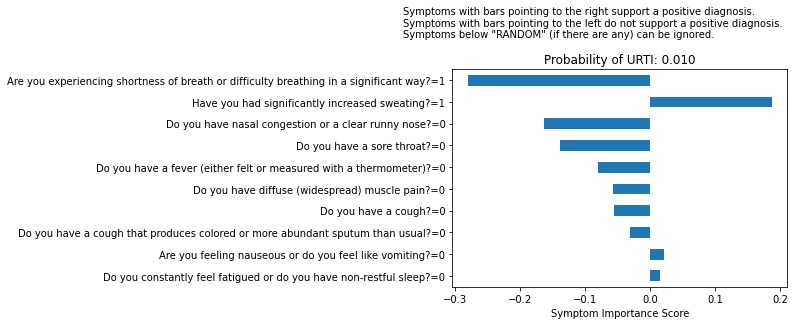 Symptoms with bars pointing to the right support a positive diagnosis.
Symptoms with bars pointing to the left do not support a positive diagnosis.
Symptoms below "RANDOM" (if there are any) can be ignored.
Probability of URTI: 0.010
Are you experiencing shortness of breath or difficulty breathing in a significant way?=1
Have you had significantly increased sweating?=1
Do you have nasal congestion or a clear runny nose?=0
Do you have a sore throat?=0
Do you have a fever (either felt or measured with a thermometer)?=0
Do you have diffuse (widespread) muscle pain?=0
Do you have a cough?=0
Do you have a cough that produces colored or more abundant sputum than usual?=0
Are you feeling nauseous or do you feel like vomiting?=0
Do you constantly feel fatigued or do you have non-restful sleep?=0
−0.3 −0.2 −0.1 0.0 0.1 0.2
Symptom Importance Score